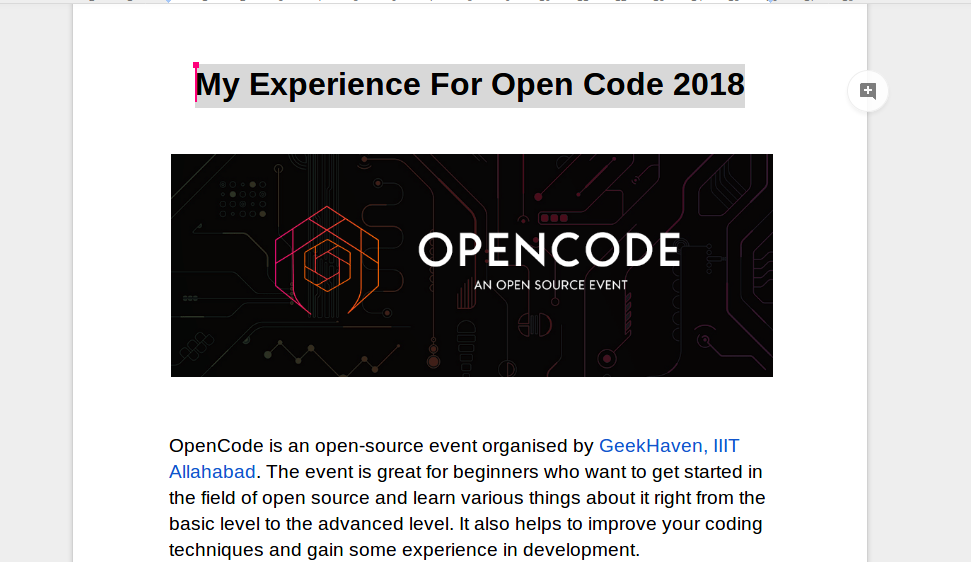 My Experience For Open Code 2018
OPENCODE
AN OPEN SOURCE EVENT
OpenCode is an open-source event organised by GeekHaven, IIIT
Allahabad. The event is great for beginners who want to get started in
the field of open source and learn various things about it right from the
basic level to the advanced level. It also helps to improve your coding
techniques and gain some experience in development.